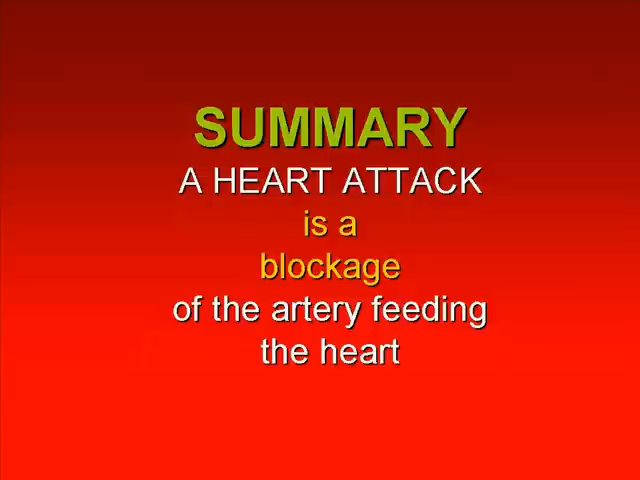 SUMMARY
A HEART ATTACK
is a
blockage
of the artery feeding
the heart